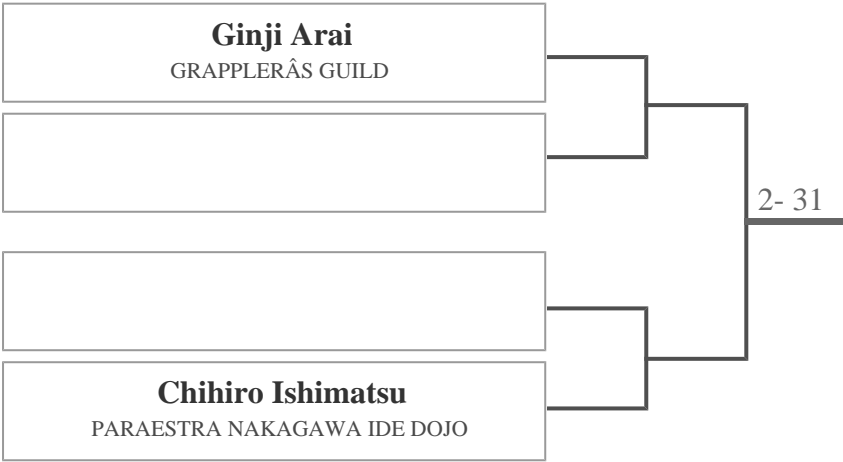 Ginji Arai
GRAPPLERÂS GUILD
2- 31
Chihiro Ishimatsu
PARAESTRA NAKAGAWA IDE DOJO